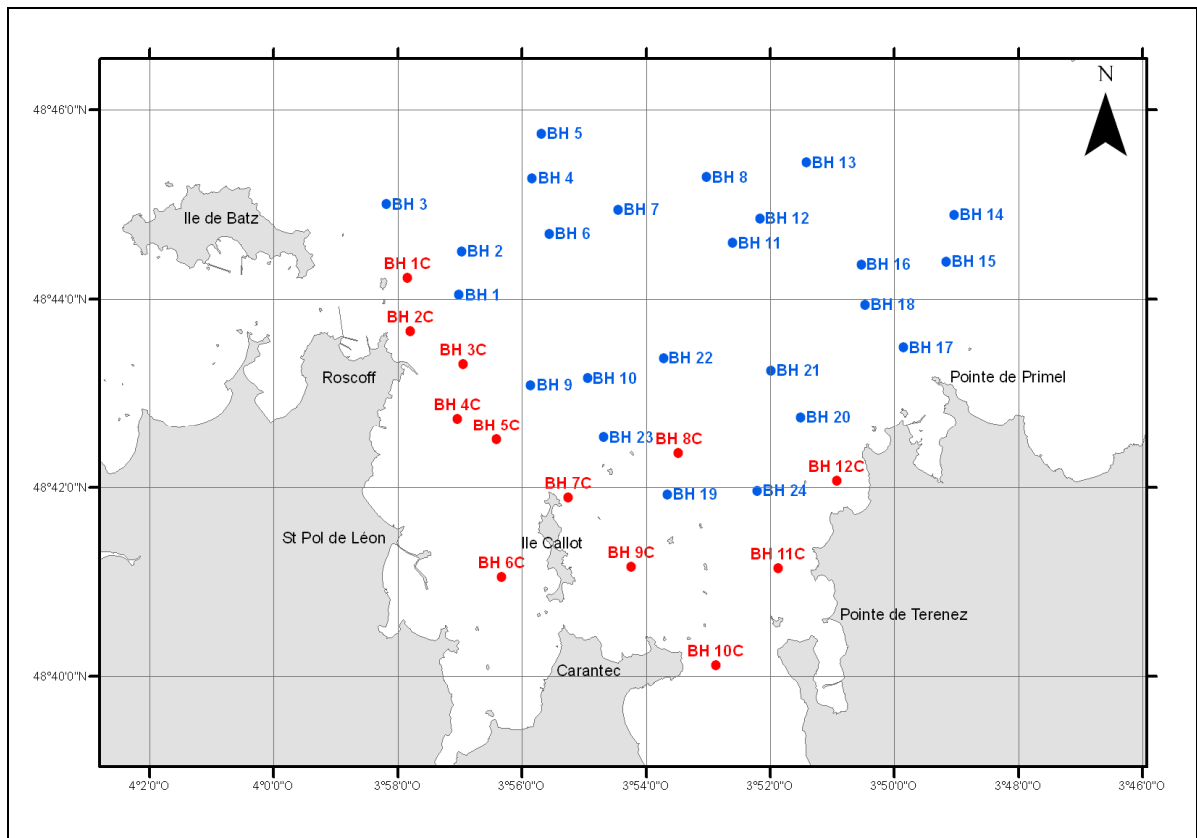 N
48°46'0"N
BH 5
BH 13
BH 4
BH 8
BH 3
BH 7
BH 12
BH 14
Ile de Batz
BH 6
BH 11
BH 2
BH 1C
BH 16
BH 15
BH 1
48°44'0"N
BH 18
BH 2C
BH 3C
BH 22
BH 17
Roscoff
BH 9
BH 10
BH 21
Pointe de Primel
BH 4C
BH 5C
BH 20
BH 23
BH 8C
BH 12C
48°42'0"N
BH 7C
BH 19
BH 24
St Pol de Léon
Ile Callot
BH 6C
BH 9C
BH 11C
Pointe de Terenez
BH 10C
Carantec
48°40'0"N
4°2'0"O
4°0'0"O
3°58'0"O
3°56'0"O
3°54'0"O
3°52'0"O
3°50'0"O
3°48'0"O
3°46'0"O